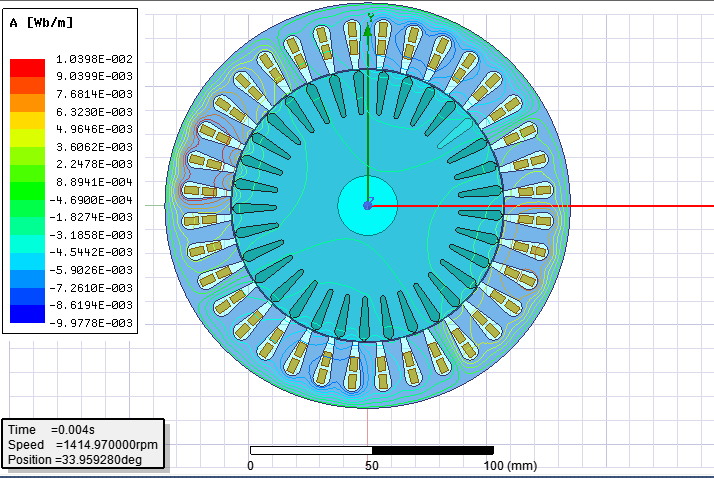 A [Wb/m]
1.0398E-002
9.0399E-003
7.6814E-003
6.3230E-003
4.9646E-003
3.6062E-003
2.2478E-003
8.8941E-004
-4.6900E-004
-1.8274E-003
-3.1858E-003
-4.5442E-003
-5.9026E-003
-7.2610E-003
-8.6194E-003
-9.9778E-003
Y
Time =0.004s
Speed =1414.970000rpm
Position =33.959280deg
0 50 100 (mm)